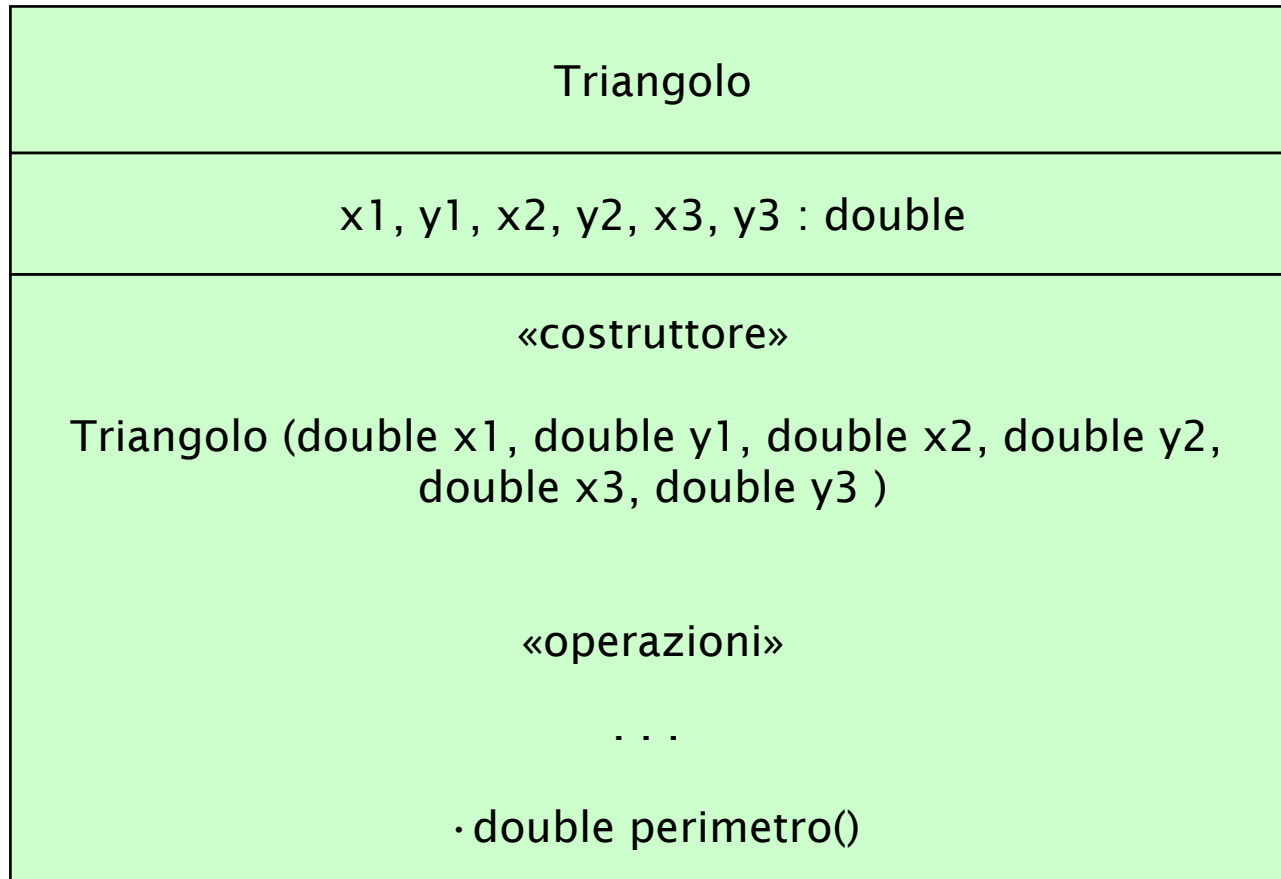 Triangolo
x1, y1, x2, y2, x3, y3 : double
«costruttore»
Triangolo (double x1, double y1, double x2, double y2,
double x3, double y3 )
«operazioni»
. . .
·double perimetro()